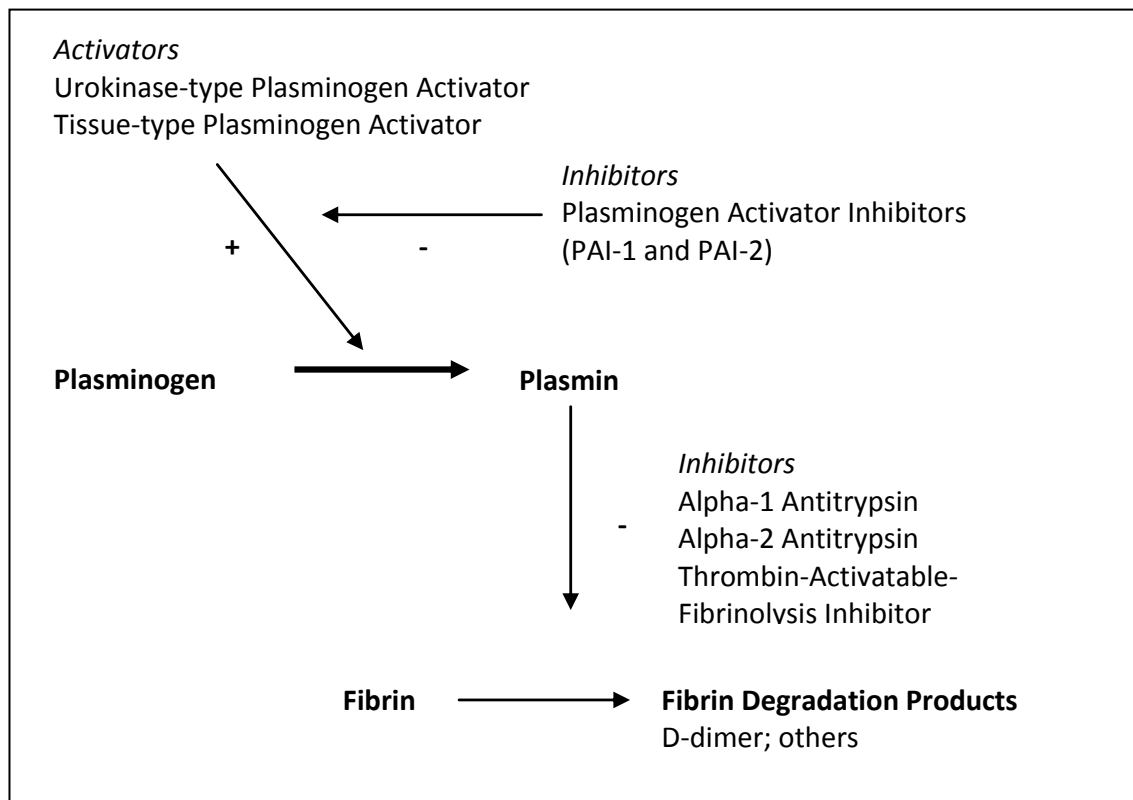 Activators
Urokinase-type Plasminogen Activator
Tissue-type Plasminogen Activator
Inhibitors
Plasminogen Activator Inhibitors
(PAI-1 and PAI-2)
+
-
Plasminogen
Plasmin
Inhibitors
Alpha-1 Antitrypsin
-
Alpha-2 Antitrypsin
Thrombin-Activatable-
Fibrinolysis Inhibitor
Fibrin
Fibrin Degradation Products
D-dimer; others